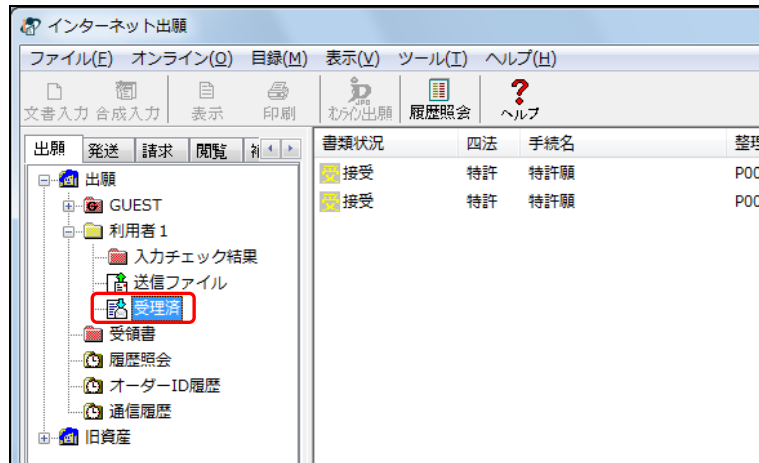 インターネット出願
ファイル(F) オンライン(O) 目録(M) 表示(V) ツール(T) ヘルプ(H)
文書入力 合成入力 表示 印刷 オンライン出願 履歴照会 ヘルプ
出願 発送 請求 閲覧
書類状況 四法 手続名 整理
出願
受 接受 特許 特許願 P00
GUEST
受 接受 特許 特許願 P00
利用者1
入力チェック結果
送信ファイル
受理済
受領書
履歴照会
オーダーID履歴
通信履歴
旧資産